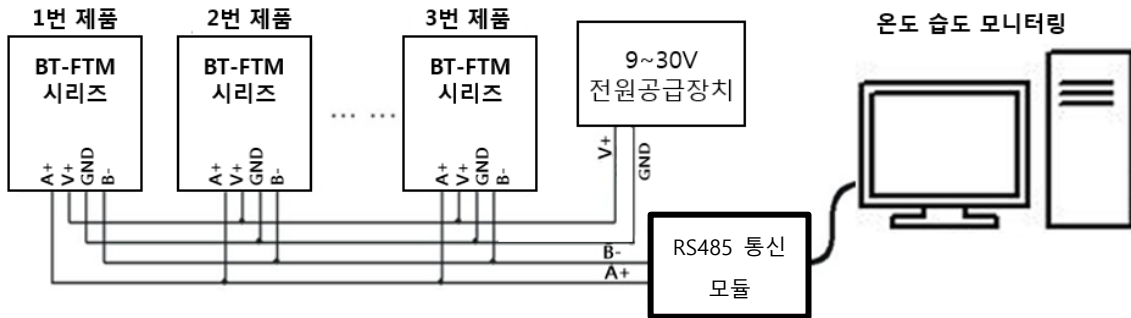 1번 제품
BT-FTM
시리즈
A+
V+
GND
B-
2번 제품
BT-FTM
시리즈
A+
V+
GND
B-
... ...
3번 제품
BT-FTM
시리즈
A+
V+
GND
B-
9~30V
전원공급장치
V+
GND
온도 습도 모니터링
B-
A+
RS485 통신
모듈